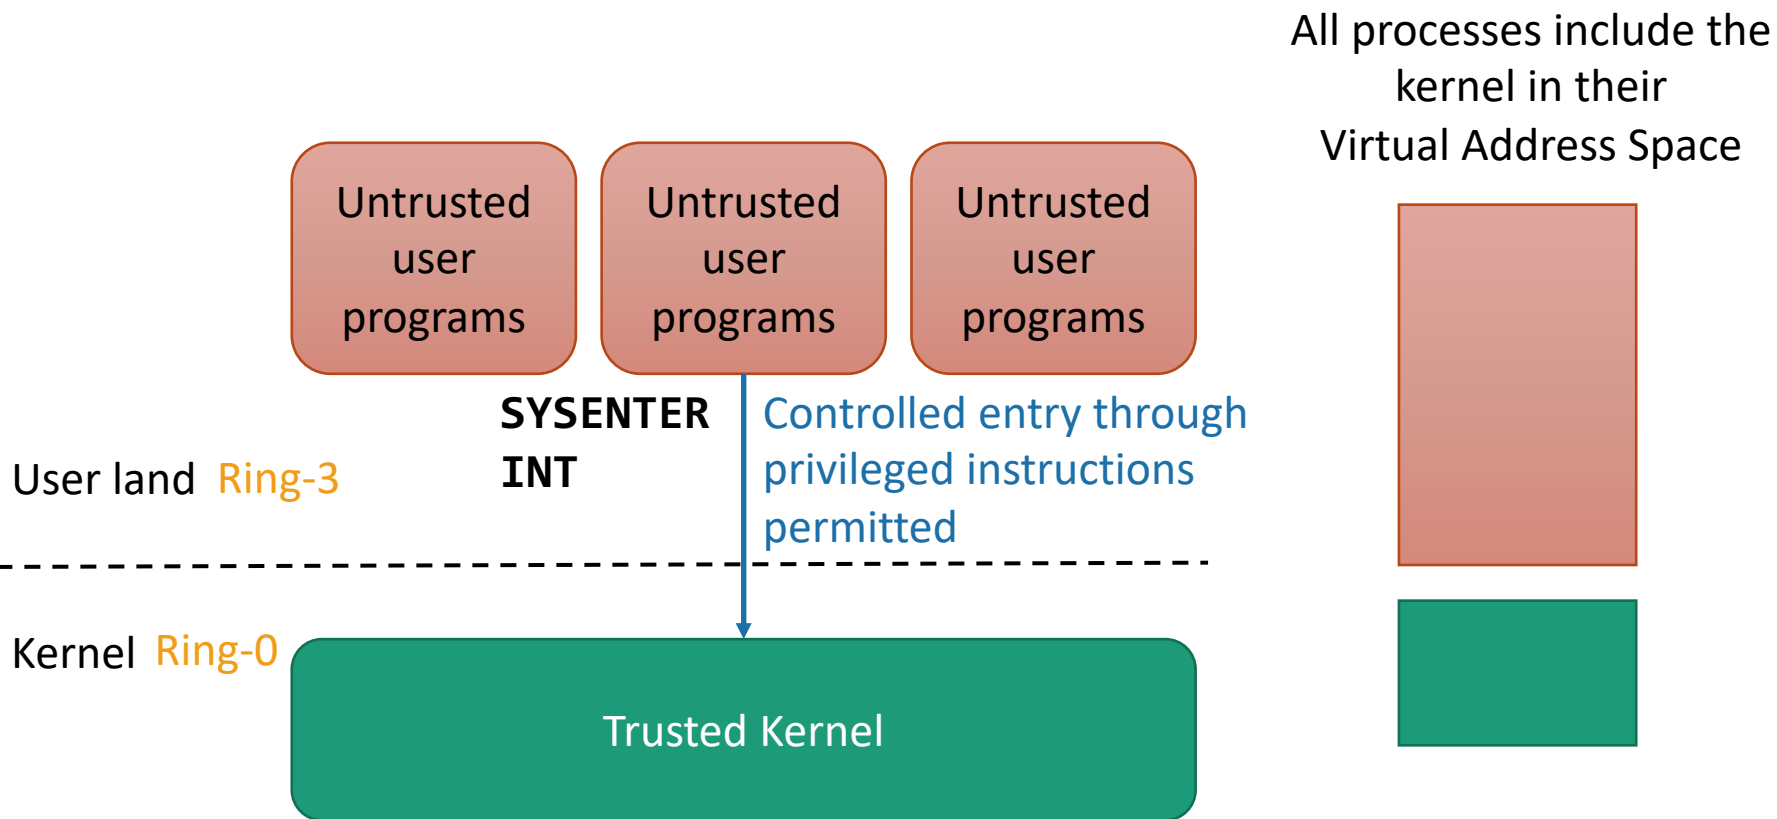 All processes include the
kernel in their
Virtual Address Space
Untrusted
user
programs
Untrusted
user
programs
Untrusted
user
programs
SYSENTER
INT
Controlled entry through
privileged instructions
permitted
User land Ring-3
Kernel Ring-0
Trusted Kernel